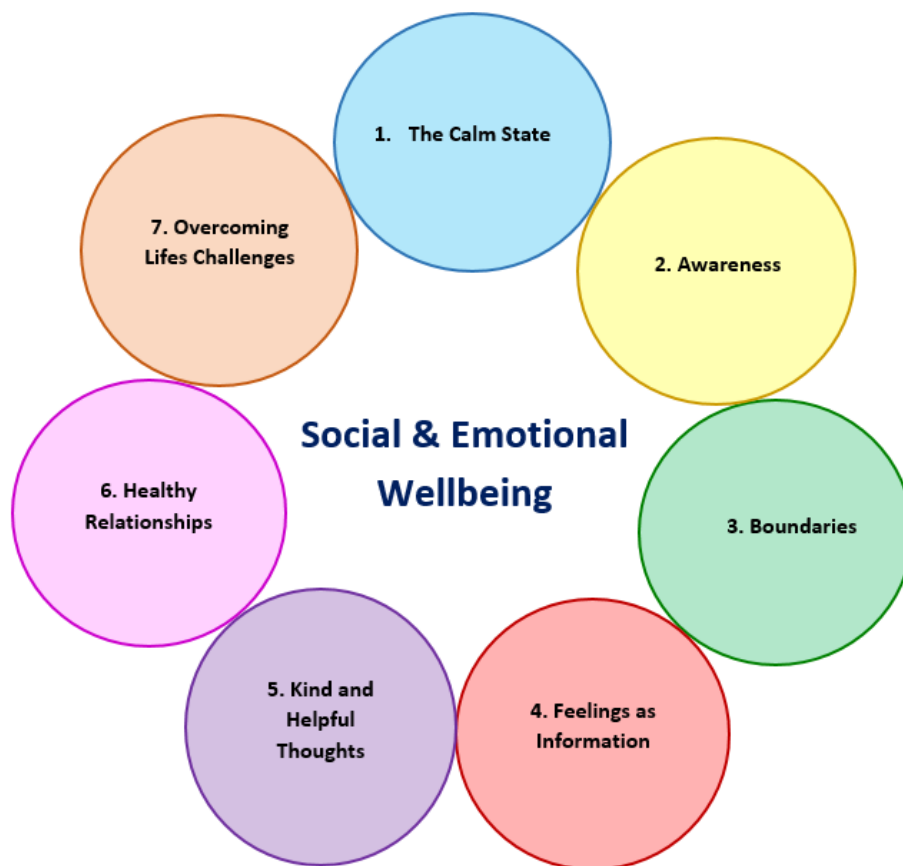 1. The Calm State
2. Awareness
3. Boundaries
4. Feelings as
Information
5. Kind and
Helpful
Thoughts
6. Healthy
Relationships
7. Overcoming
Lifes Challenges
Social & Emotional
Wellbeing